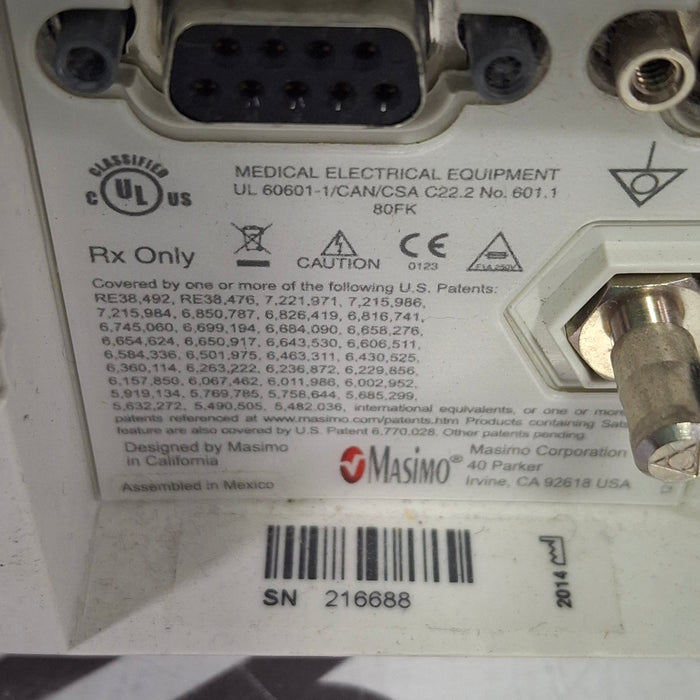 CLASSIFIED
C UL US
MEDICAL ELECTRICAL EQUIPMENT
UL 60601-1/CAN/CSA C22.2 No. 601.1
80FK
Rx Only
CAUTION
CE
0123
F1A 250V
Covered by one or more of the following U.S. Patents:
RE38,492, RE38,476, 7,221,971, 7,215,986,
7,215,984, 6,850,787, 6,826,419, 6,816,741,
6,745,060, 6,699,194, 6,684,090, 6,658,276,
6,654,624, 6,650,917, 6,643,530, 6,606,511,
6,584,336, 6,501,975, 6,463,311, 6,430,525,
6,360,114, 6,263,222, 6,236,872, 6,229,856,
6,157,850, 6,067,462, 6,011,986, 6,002,952,
5,919,134, 5,769,785, 5,758,644, 5,685,299,
5,632,272, 5,490,505, 5,482,036, international equivalents, or one or more
patents referenced at www.masimo.com/patents.htm Products containing Sats
feature are also covered by U.S. Patent 6,770,028. Other patents pending.
Designed by Masimo
in California
Assembled in Mexico
Masimo®
Masimo Corporation
40 Parker
Irvine, CA 92618 USA
SN 216688
2014